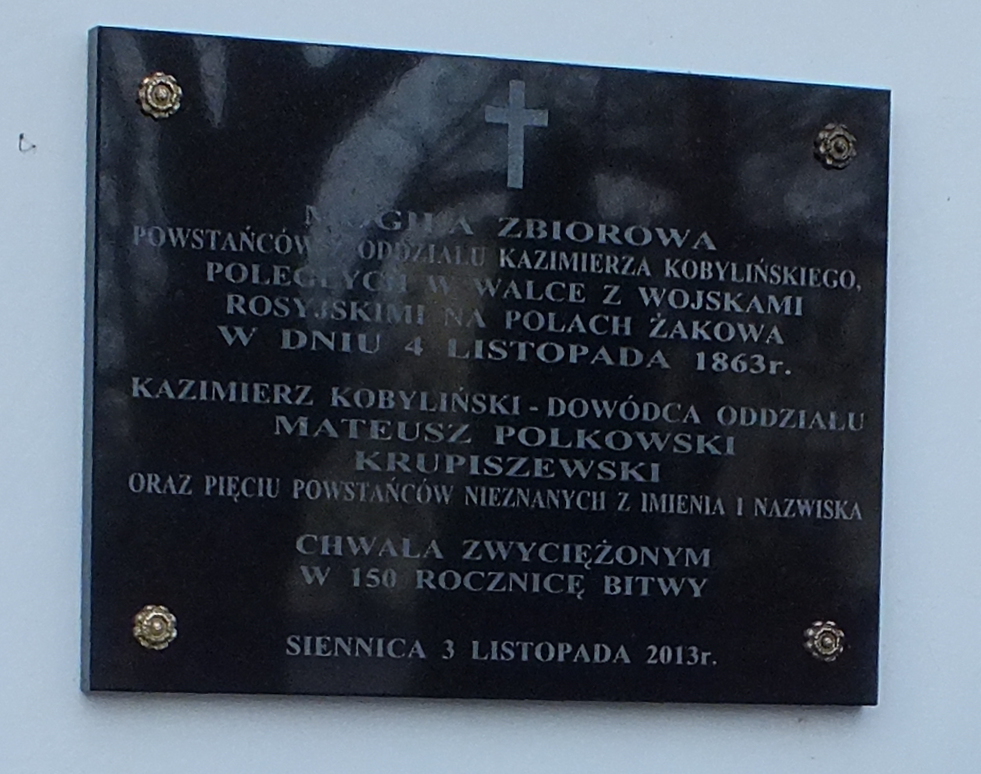 MOGIŁA ZBIOROWA
POWSTAŃCÓW Z ODDZIAŁU KAZIMIERZA KOBYLIŃSKIEGO,
POLEGŁYCH W WALCE Z WOJSKAMI
ROSYJSKIMI NA POLACH ŻAKOWA
W DNIU 4 LISTOPADA 1863r.
KAZIMIERZ KOBYLIŃSKI - DOWÓDCA ODDZIAŁU
MATEUSZ POLKOWSKI
KRUPISZEWSKI
ORAZ PIĘCIU POWSTAŃCÓW NIEZNANYCH Z IMIENIA I NAZWISKA
CHWAŁA ZWYCIĘŻONYM
W 150 ROCZNICĘ BITWY
SIENNICA 3 LISTOPADA 2013r.